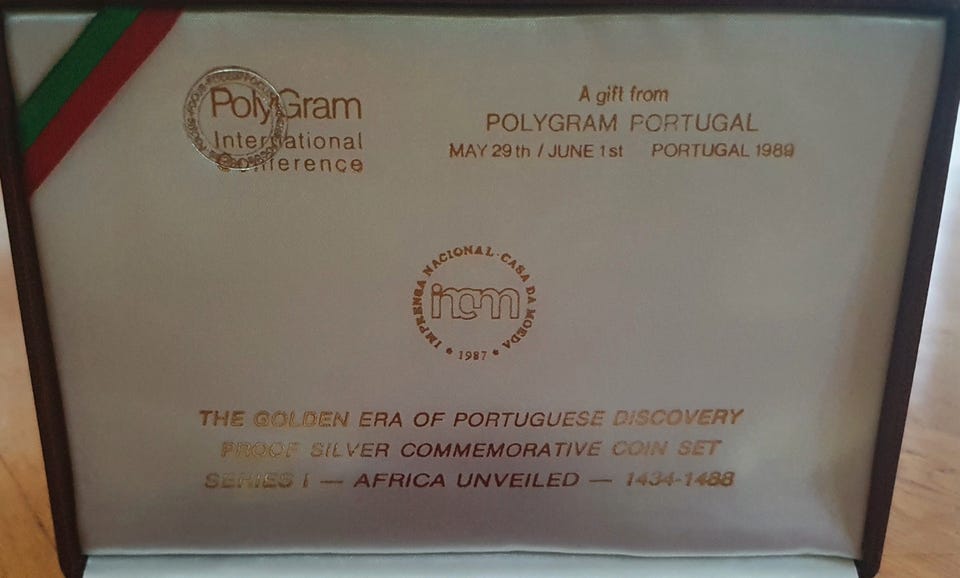 PolyGram
International
Conference
A gift from
POLYGRAM PORTUGAL
MAY 29th / JUNE 1st PORTUGAL 1989
IMPRENSA NACIONAL · CASA DA MOEDA
incm
1987
THE GOLDEN ERA OF PORTUGUESE DISCOVERY
PROOF SILVER COMMEMORATIVE COIN SET
SERIES I — AFRICA UNVEILED — 1434-1488